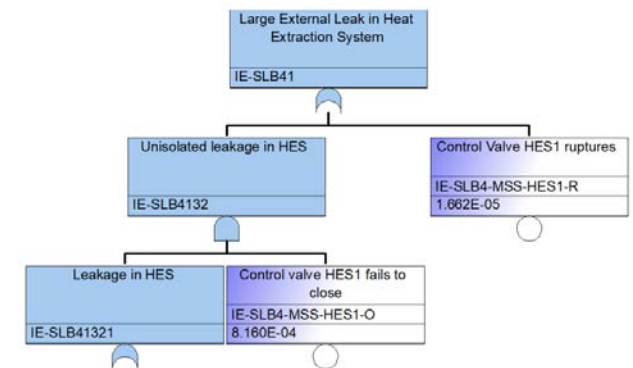 Large External Leak in Heat
Extraction System
IE-SLB41
Unisolated leakage in HES
IE-SLB4132
Control Valve HES1 ruptures
IE-SLB4-MSS-HES1-R
1.662E-05
Leakage in HES
IE-SLB41321
Control valve HES1 fails to
close
IE-SLB4-MSS-HES1-O
8.160E-04